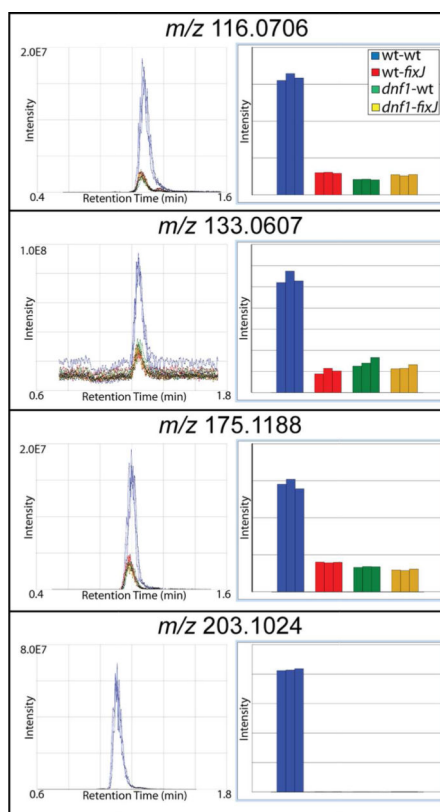 m/z 116.0706
2.0E7
Intensity
0.4
Retention Time (min)
1.6
Intensity
wt-wt
wt-fixJ
dnf1-wt
dnf1-fixJ
m/z 133.0607
1.0E8
Intensity
0.6
Retention Time (min)
1.8
Intensity
m/z 175.1188
2.0E7
Intensity
0.4
Retention Time (min)
1.6
Intensity
m/z 203.1024
8.0E7
Intensity
0.6
Retention Time (min)
1.8
Intensity